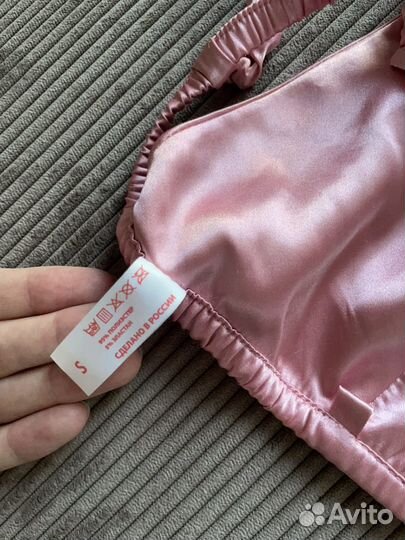 95% ПОЛИЭСТЕР
5% ЭЛАСТАН
СДЕЛАНО В РОССИИ
S
Avito